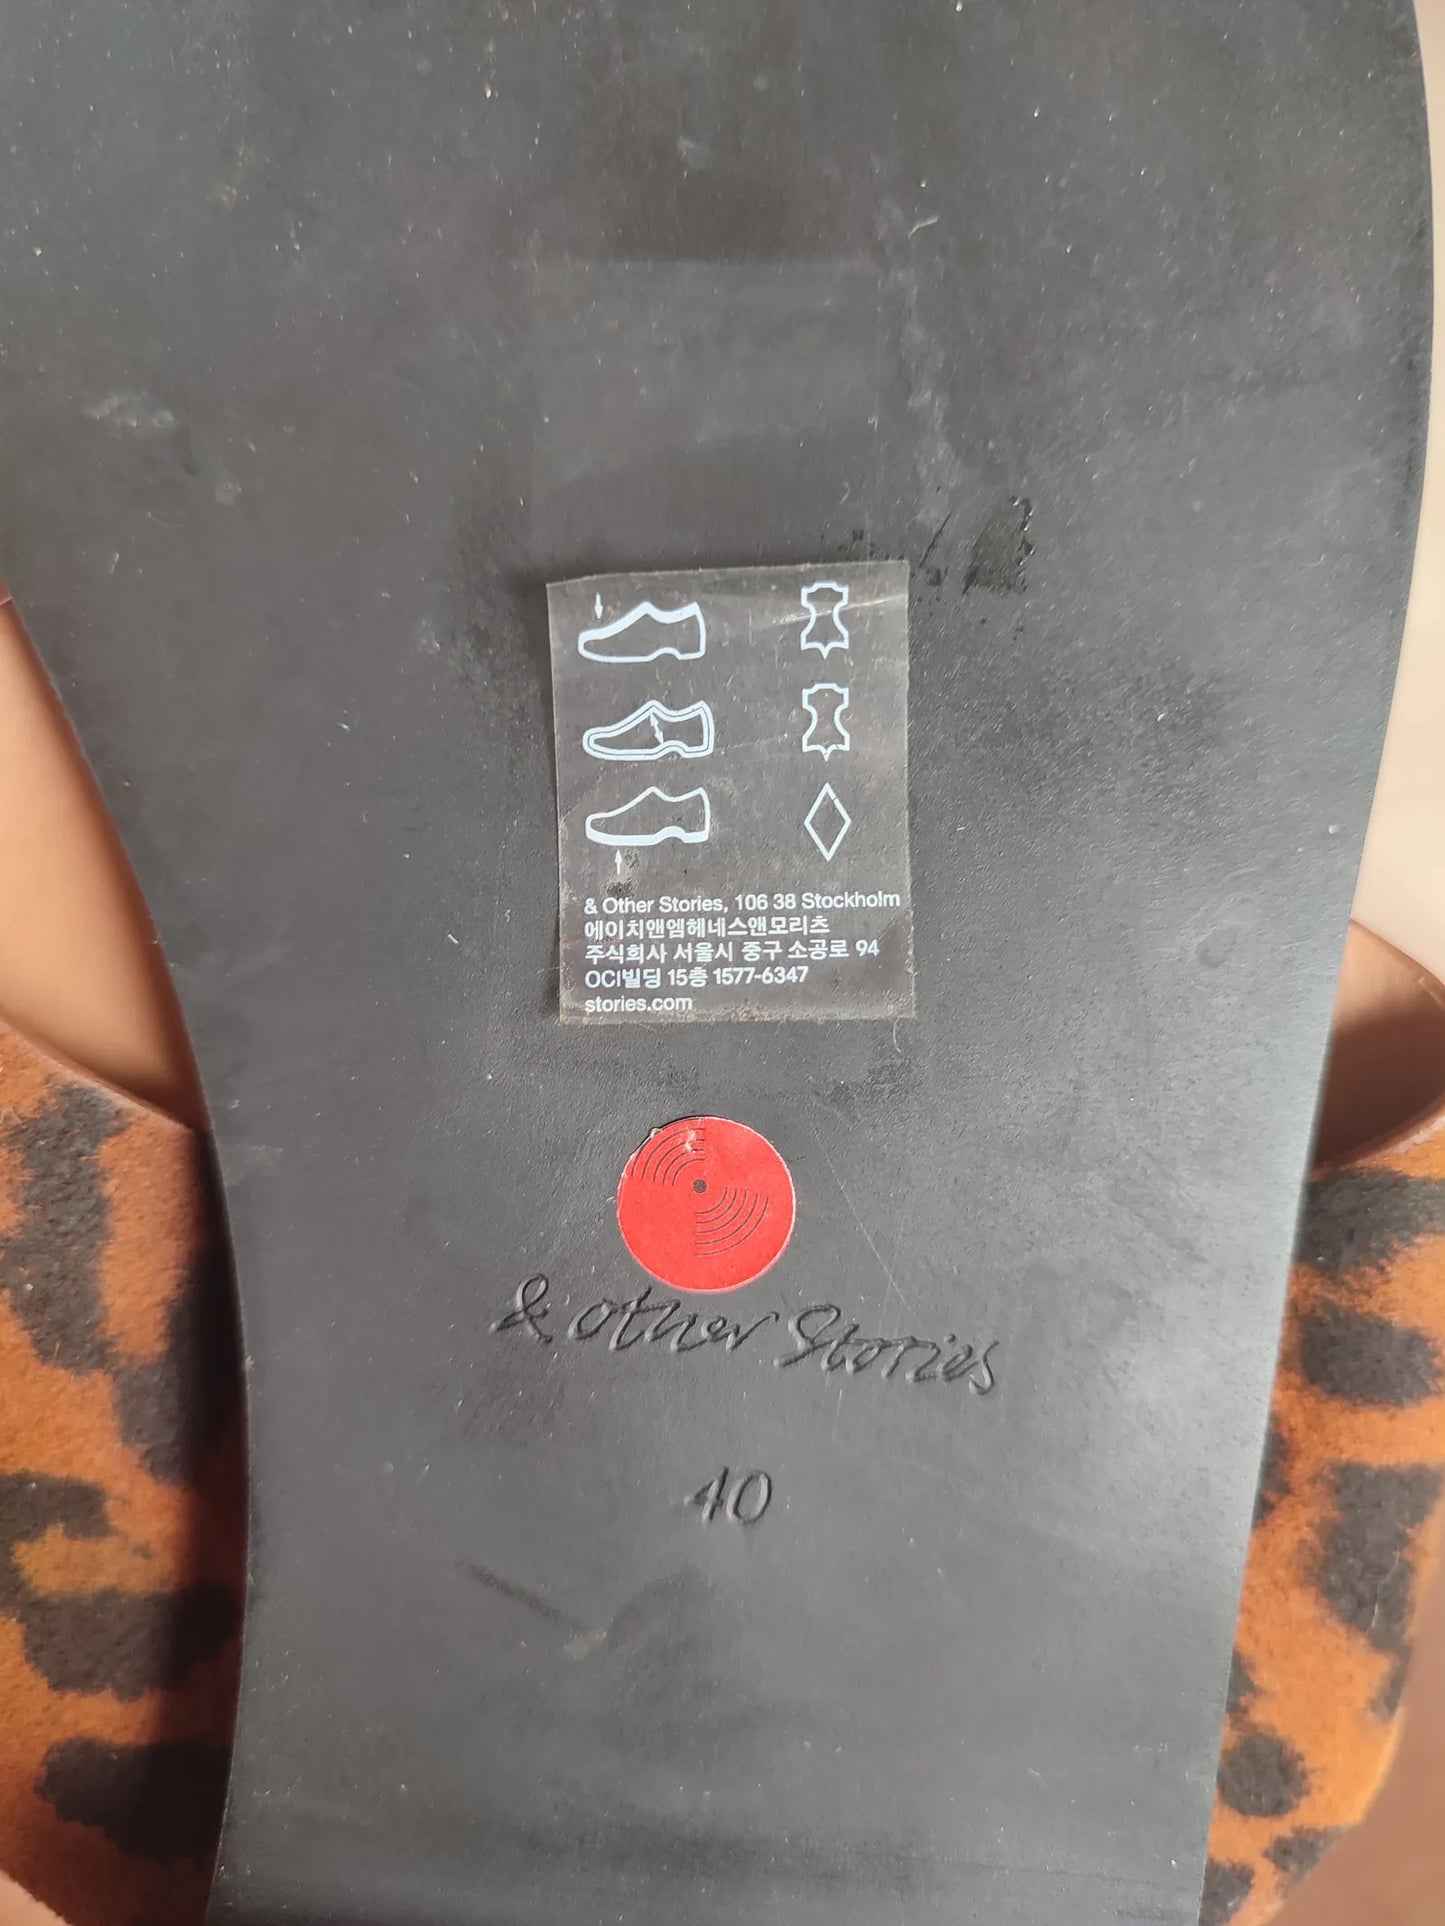 & Other Stories, 106 38 Stockholm
에이치앤엠헤네스앤모리츠
주식회사 서울시 중구 소공로 94
OCI빌딩 15층 1577-6347
stories.com
& Other Stories
40